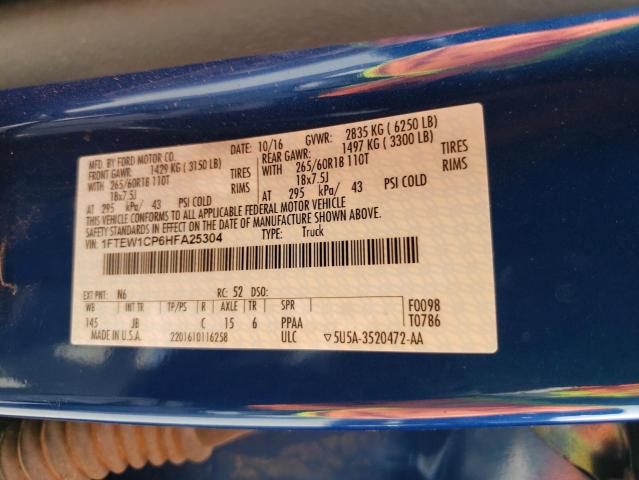 MFD. BY FORD MOTOR CO.
DATE: 10/16 GVWR: 2835 KG ( 6250 LB)
FRONT GAWR: 1429 KG ( 3150 LB)
WITH 265/60R18 110T TIRES
18x7.5J RIMS
AT 295 kPa/ 43 PSI COLD
REAR GAWR: 1497 KG ( 3300 LB)
WITH 265/60R18 110T TIRES
18x7.5J RIMS
AT 295 kPa/ 43 PSI COLD
THIS VEHICLE CONFORMS TO ALL APPLICABLE FEDERAL MOTOR VEHICLE
SAFETY STANDARDS IN EFFECT ON THE DATE OF MANUFACTURE SHOWN ABOVE.
VIN: 1FTEW1CP6HFA25304 TYPE: Truck
EXT PNT: N6 RC: 52 DSO:
WB INT TR TP/PS R AXLE TR SPR
145 JB C 15 6 PPAA
F0098
T0786
MADE IN U.S.A. 2201610116258 ULC ▽5U5A-3520472-AA